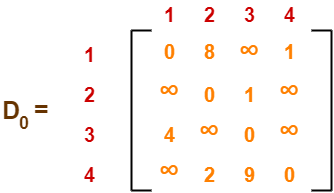 1 2 3 4
1 0 8 ∞ 1
2 ∞ 0 1 ∞
D₀ =
3 4 ∞ 0 ∞
4 ∞ 2 9 0